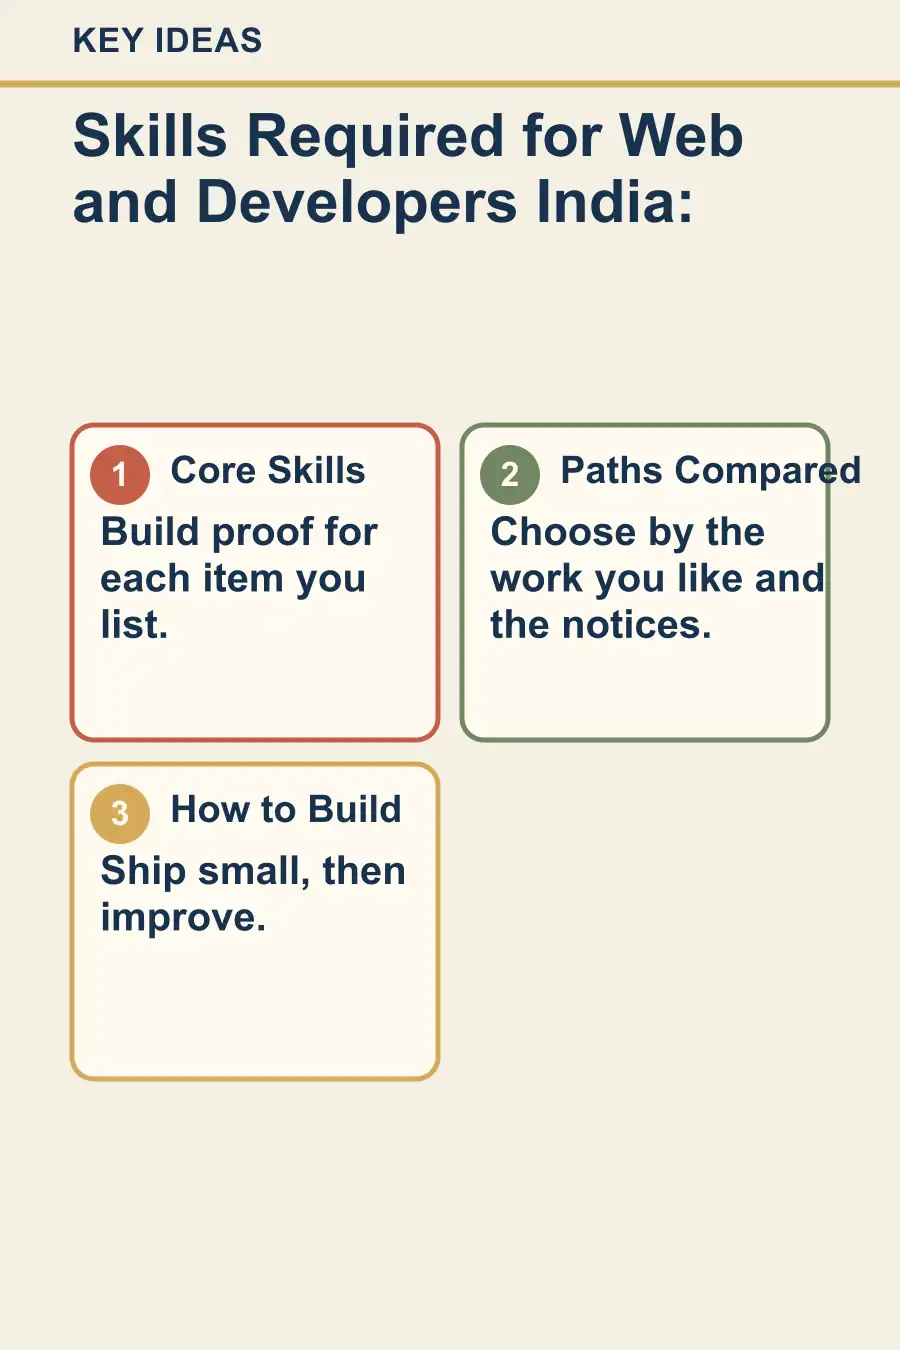 KEY IDEAS
Skills Required for Web
and Developers India:
1 Core Skills
Build proof for
each item you
list.
2 Paths Compared
Choose by the
work you like and
the notices.
3 How to Build
Ship small, then
improve.